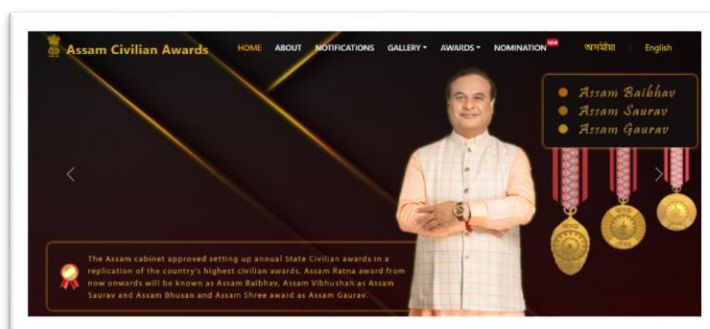 Assam Civilian Awards
HOME ABOUT NOTIFICATIONS GALLERY AWARDS NOMINATION NEW অসমীয়া English
Assam Baibhav
Assam Saurav
Assam Gaurav
The Assam cabinet approved setting up annual State Civilian awards in a
replication of the country's highest civilian awards. Assam Ratna award from
now onwards will be known as Assam Baibhav, Assam Vibhushan as Assam
Saurav and Assam Bhusan and Assam Shree award as Assam Gaurav.